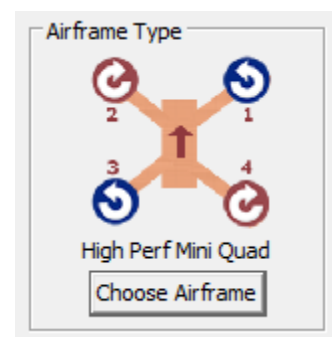 Airframe Type
2 1
3 4
High Perf Mini Quad
Choose Airframe